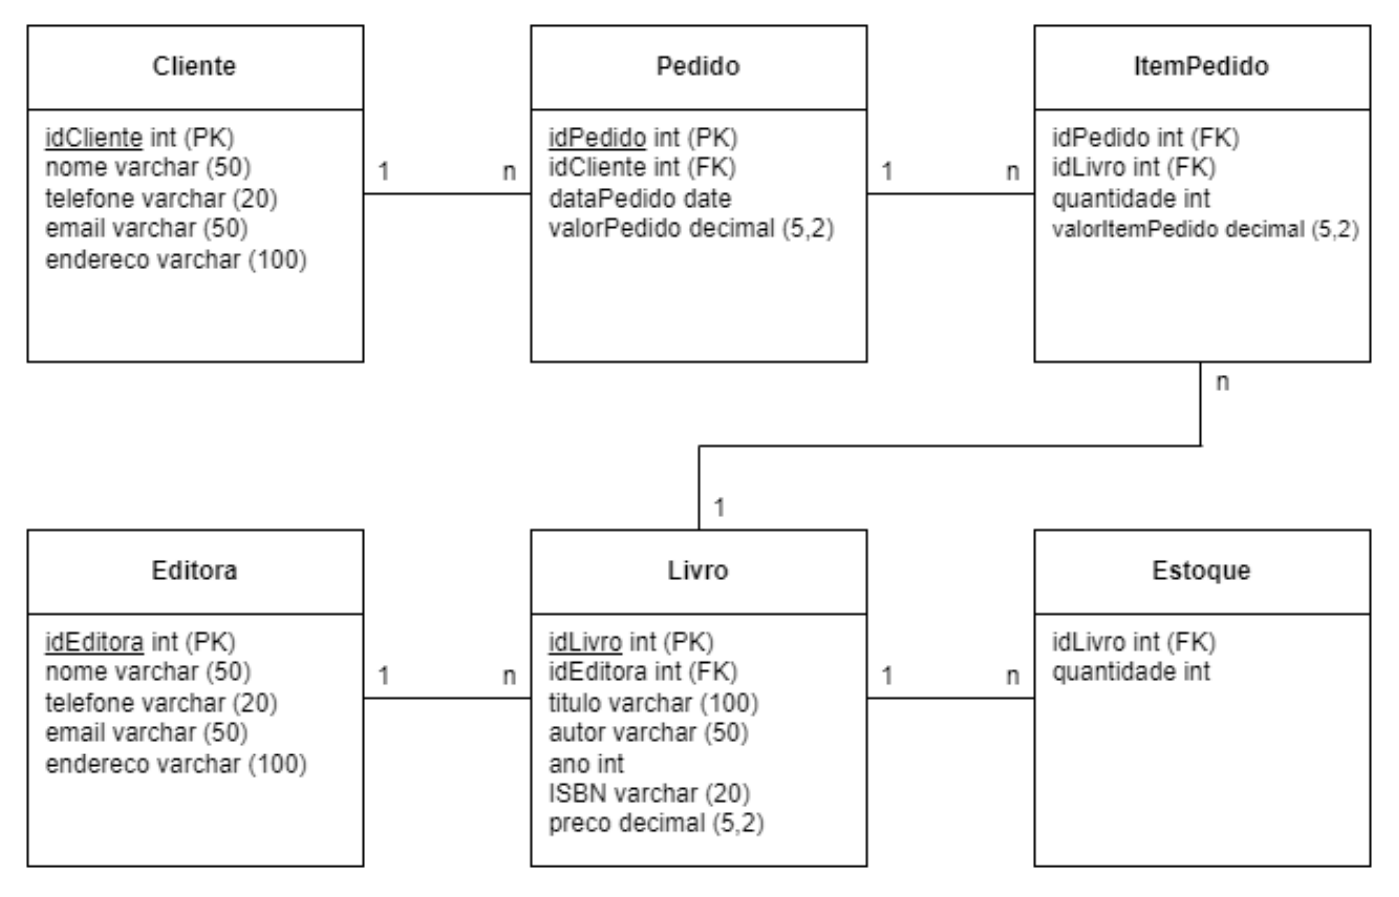 Cliente
idCliente int (PK)
nome varchar (50)
telefone varchar (20)
email varchar (50)
endereco varchar (100)
1
n
Pedido
idPedido int (PK)
idCliente int (FK)
dataPedido date
valorPedido decimal (5,2)
1
n
ItemPedido
idPedido int (FK)
idLivro int (FK)
quantidade int
valorItemPedido decimal (5,2)
n
1
Editora
idEditora int (PK)
nome varchar (50)
telefone varchar (20)
email varchar (50)
endereco varchar (100)
1
n
Livro
idLivro int (PK)
idEditora int (FK)
titulo varchar (100)
autor varchar (50)
ano int
ISBN varchar (20)
preco decimal (5,2)
1
n
Estoque
idLivro int (FK)
quantidade int